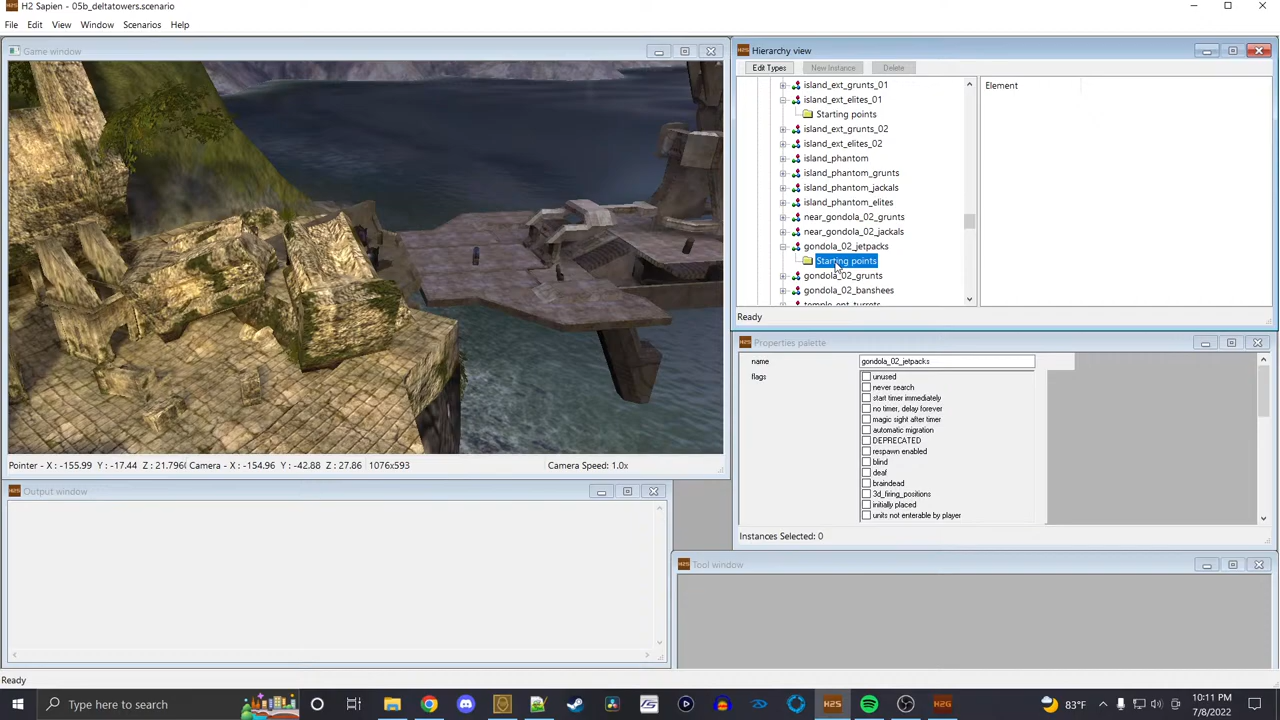 H2 Sapien - 05b_deltatowers.scenario
File Edit View Window Scenarios Help
Game window
Pointer - X : -155.99 Y : -17.44 Z : 21.796( Camera - X : -154.96 Y : -42.88 Z : 27.86 1076x593 Camera Speed: 1.0x
Output window
Hierarchy view
Edit Types New Instance Delete
island_ext_grunts_01
island_ext_elites_01
Starting points
island_ext_grunts_02
island_ext_elites_02
island_phantom
island_phantom_grunts
island_phantom_jackals
island_phantom_elites
near_gondola_02_grunts
near_gondola_02_jackals
gondola_02_jetpacks
Starting points
gondola_02_grunts
gondola_02_banshees
temple_ent_turrets
Element
Ready
Properties palette
name gondola_02_jetpacks
flags unused
never search
start timer immediately
no timer, delay forever
magic sight after timer
automatic migration
DEPRECATED
respawn enabled
blind
deaf
braindead
3d_firing_positions
initially placed
units not enterable by player
Instances Selected: 0
Tool window
Ready
Type here to search
H2S
H2G
83°F
10:11 PM
7/8/2022